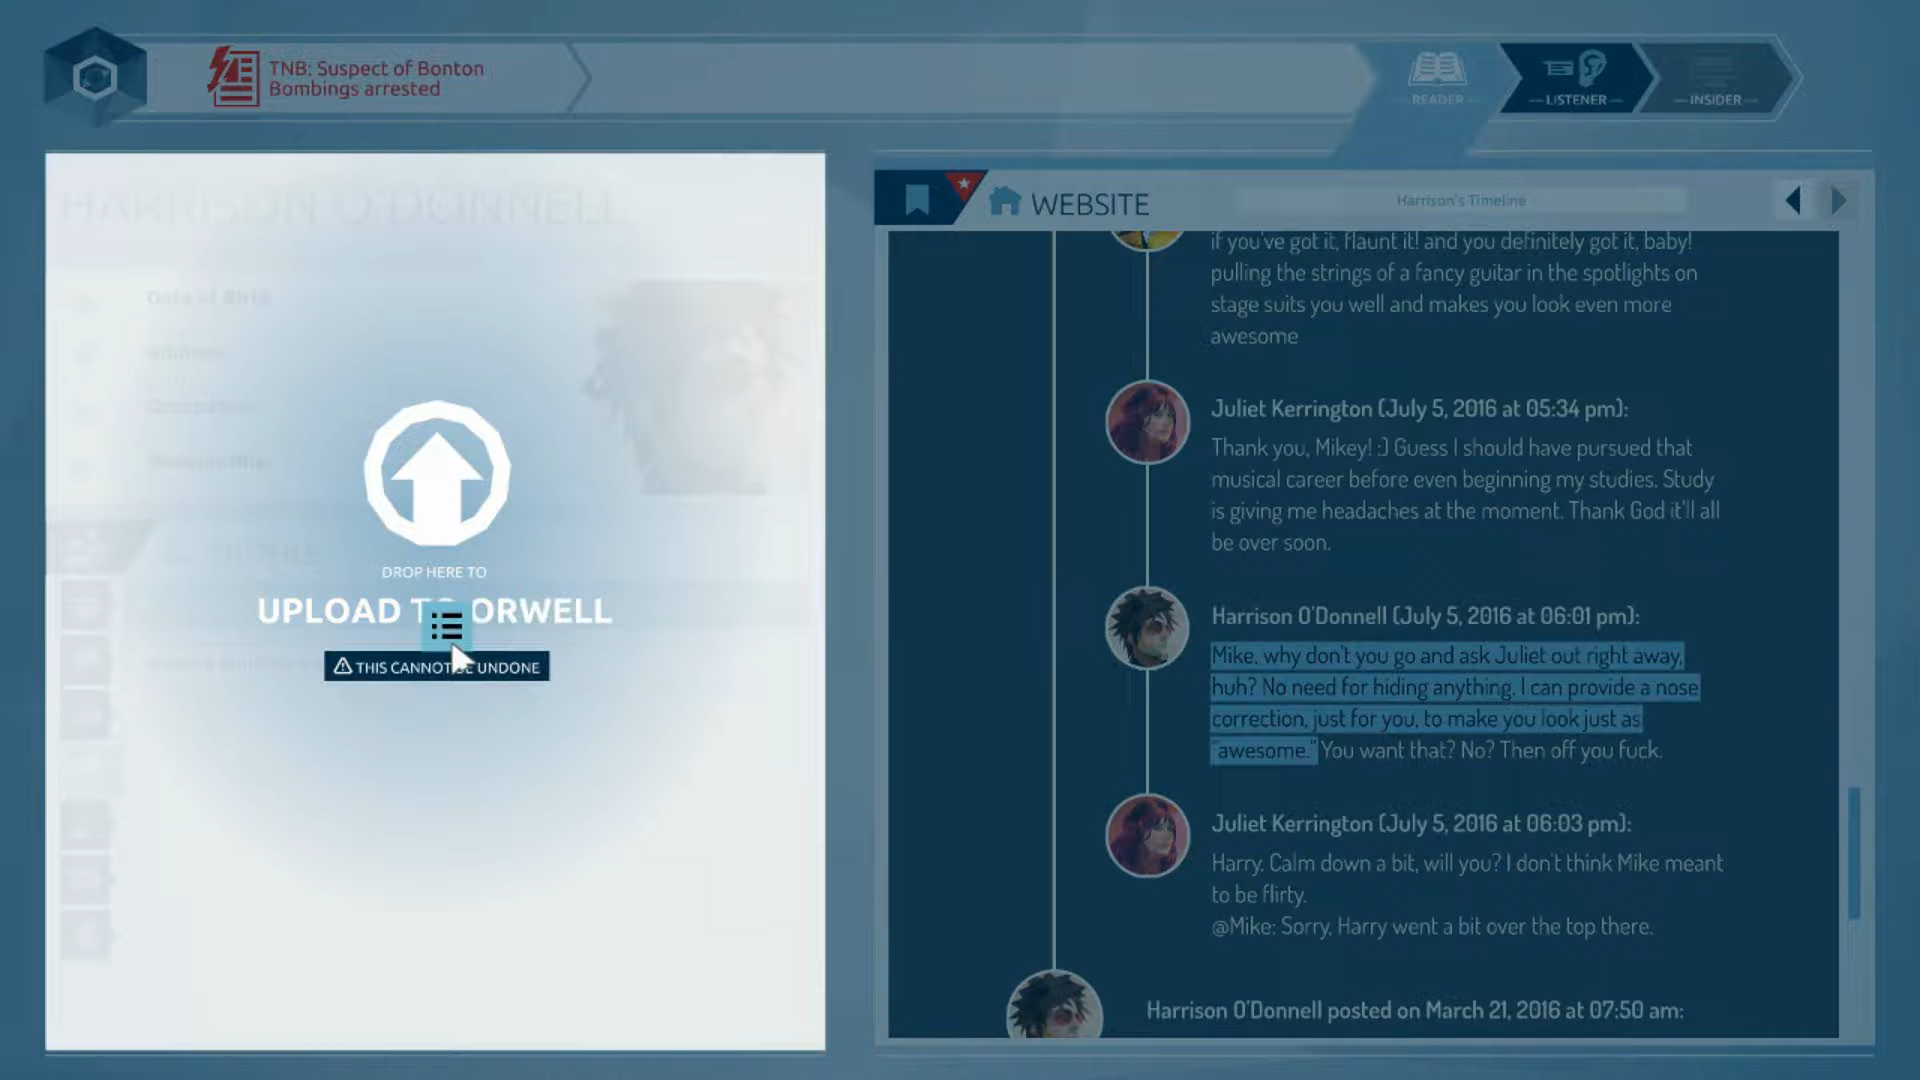 TNB: Suspect of Bonton
Bombings arrested
READER
LISTENER
INSIDER
HARRISON O'DONNELL
Date of Birth
DROP HERE TO
UPLOAD TO ORWELL
THIS CANNOT BE UNDONE
WEBSITE
Harrison's Timeline
if you've got it, flaunt it! and you definitely got it, baby!
pulling the strings of a fancy guitar in the spotlights on
stage suits you well and makes you look even more
awesome
Juliet Kerrington (July 5, 2016 at 05:34 pm):
Thank you, Mikey! :) Guess I should have pursued that
musical career before even beginning my studies. Study
is giving me headaches at the moment. Thank God it'll all
be over soon.
Harrison O'Donnell (July 5, 2016 at 06:01 pm):
Mike, why don't you go and ask Juliet out right away,
huh? No need for hiding anything. I can provide a nose
correction, just for you, to make you look just as
"awesome." You want that? No? Then off you fuck.
Juliet Kerrington (July 5, 2016 at 06:03 pm):
Harry. Calm down a bit, will you? I don't think Mike meant
to be flirty.
@Mike: Sorry, Harry went a bit over the top there.
Harrison O'Donnell posted on March 21, 2016 at 07:50 am: